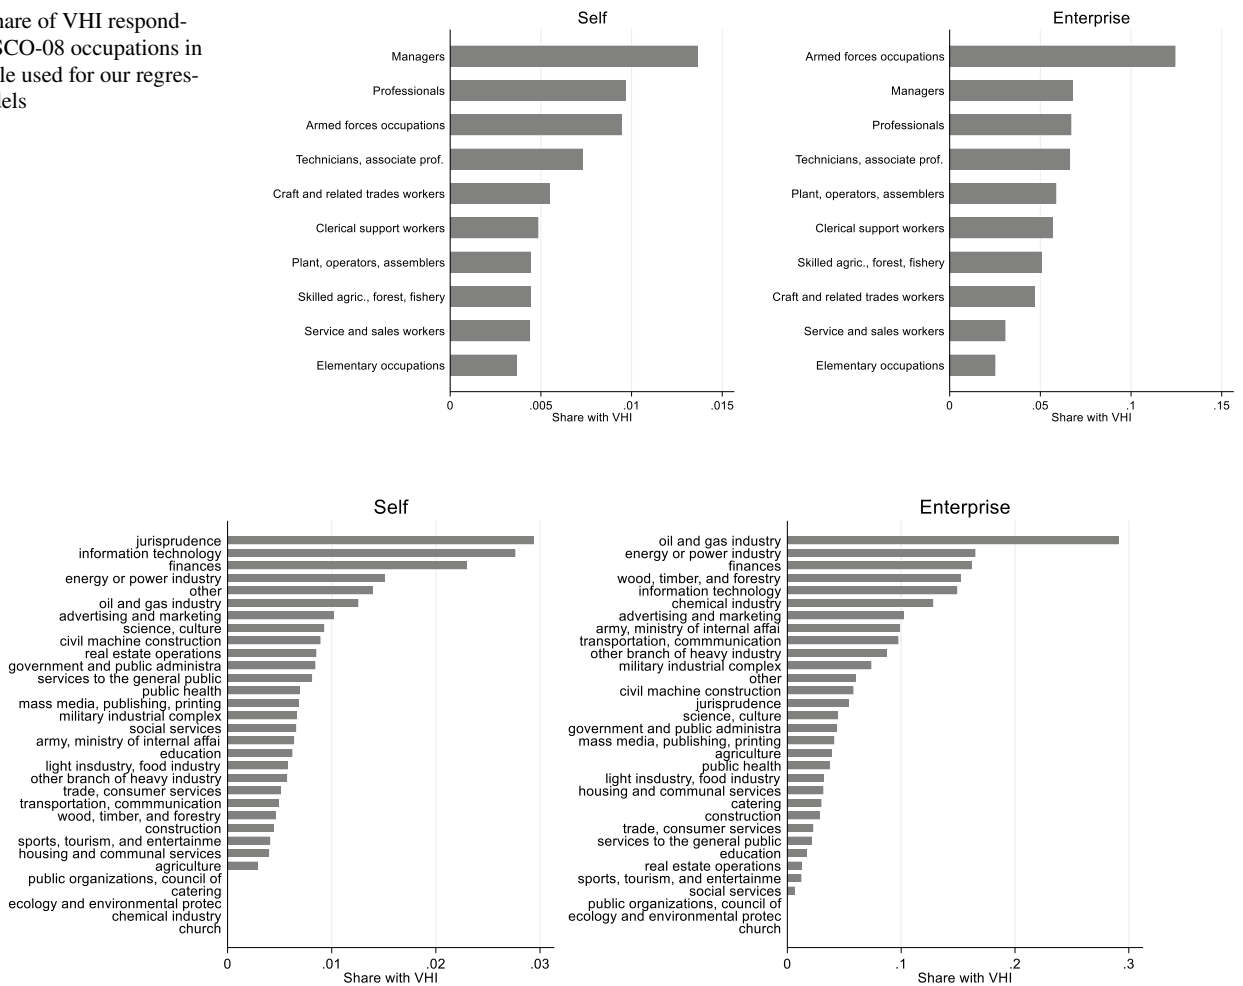 hare of VHI respond-
SCO-08 occupations in
le used for our regres-
dels
Self
Managers
Professionals
Armed forces occupations
Technicians, associate prof.
Craft and related trades workers
Clerical support workers
Plant, operators, assemblers
Skilled agric., forest, fishery
Service and sales workers
Elementary occupations
0 .005 .01 .015
Share with VHI
Enterprise
Armed forces occupations
Managers
Professionals
Technicians, associate prof.
Plant, operators, assemblers
Clerical support workers
Skilled agric., forest, fishery
Craft and related trades workers
Service and sales workers
Elementary occupations
0 .05 .1 .15
Share with VHI
Self
jurisprudence
information technology
finances
energy or power industry
other
oil and gas industry
advertising and marketing
science, culture
civil machine construction
real estate operations
government and public administra
services to the general public
public health
mass media, publishing, printing
military industrial complex
social services
army, ministry of internal affai
education
light insdustry, food industry
other branch of heavy industry
trade, consumer services
transportation, commmunication
wood, timber, and forestry
construction
sports, tourism, and entertainme
housing and communal services
agriculture
public organizations, council of
catering
ecology and environmental protec
chemical industry
church
0 .01 .02 .03
Share with VHI
Enterprise
oil and gas industry
energy or power industry
finances
wood, timber, and forestry
information technology
chemical industry
advertising and marketing
army, ministry of internal affai
transportation, commmunication
other branch of heavy industry
military industrial complex
other
civil machine construction
jurisprudence
science, culture
government and public administra
mass media, publishing, printing
agriculture
public health
light insdustry, food industry
housing and communal services
catering
construction
trade, consumer services
services to the general public
education
real estate operations
sports, tourism, and entertainme
social services
public organizations, council of
ecology and environmental protec
church
0 .1 .2 .3
Share with VHI